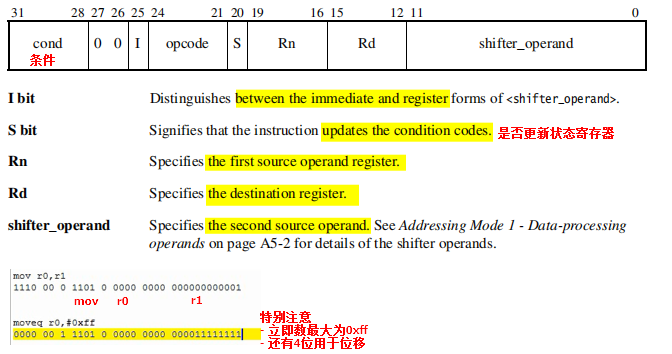 31 28 27 26 25 24 21 20 19 16 15 12 11 0
cond 0 0 I opcode S Rn Rd shifter_operand
条件
I bit Distinguishes between the immediate and register forms of <shifter_operand>.
S bit Signifies that the instruction updates the condition codes. 是否更新状态寄存器
Rn Specifies the first source operand register.
Rd Specifies the destination register.
shifter_operand Specifies the second source operand. See Addressing Mode 1 - Data-processing
operands on page A5-2 for details of the shifter operands.
mov r0,r1
1110 00 0 1101 0 0000 0000 000000000001
mov r0 r1
特别注意
moveq r0,#0xff
- 立即数最大为0xff
0000 00 1 1101 0 0000 0000 000011111111
- 还有4位用于位移